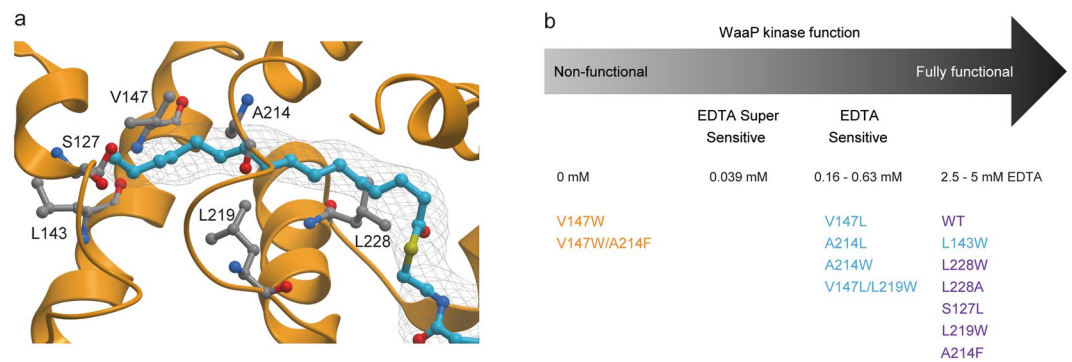 a
V147
A214
S127
L219
L143
L228
b
WaaP kinase function
Non-functional
Fully functional
EDTA Super
Sensitive
EDTA
Sensitive
0 mM
0.039 mM
0.16 - 0.63 mM
2.5 - 5 mM EDTA
V147W
V147W/A214F
V147L
A214L
A214W
V147L/L219W
WT
L143W
L228W
L228A
S127L
L219W
A214F